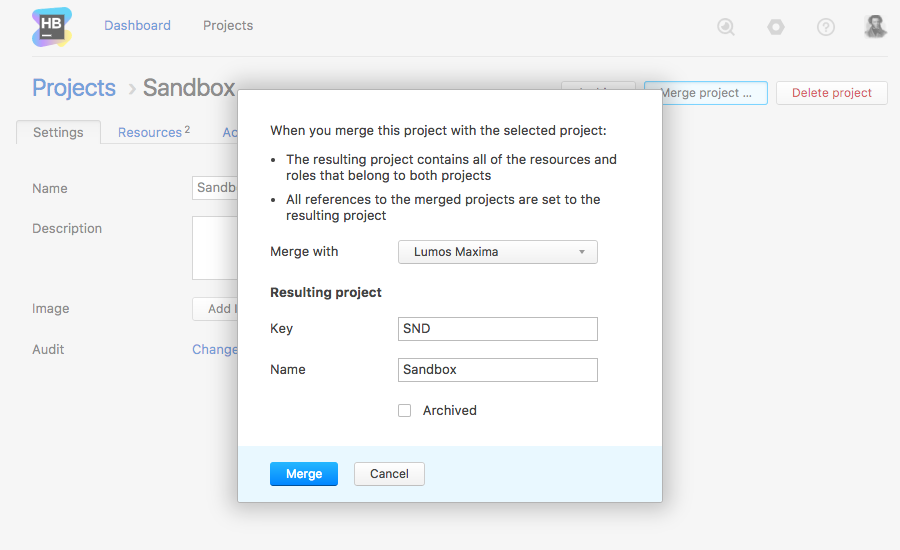 HB
Dashboard
Projects
Projects › Sandbox
Merge project ...
Delete project
Settings
Resources 2
When you merge this project with the selected project:
• The resulting project contains all of the resources and
roles that belong to both projects
• All references to the merged projects are set to the
resulting project
Merge with
Lumos Maxima
Resulting project
Key
SND
Name
Sandbox
Archived
Merge
Cancel
Name
Sandb
Description
Image
Add
Audit
Change